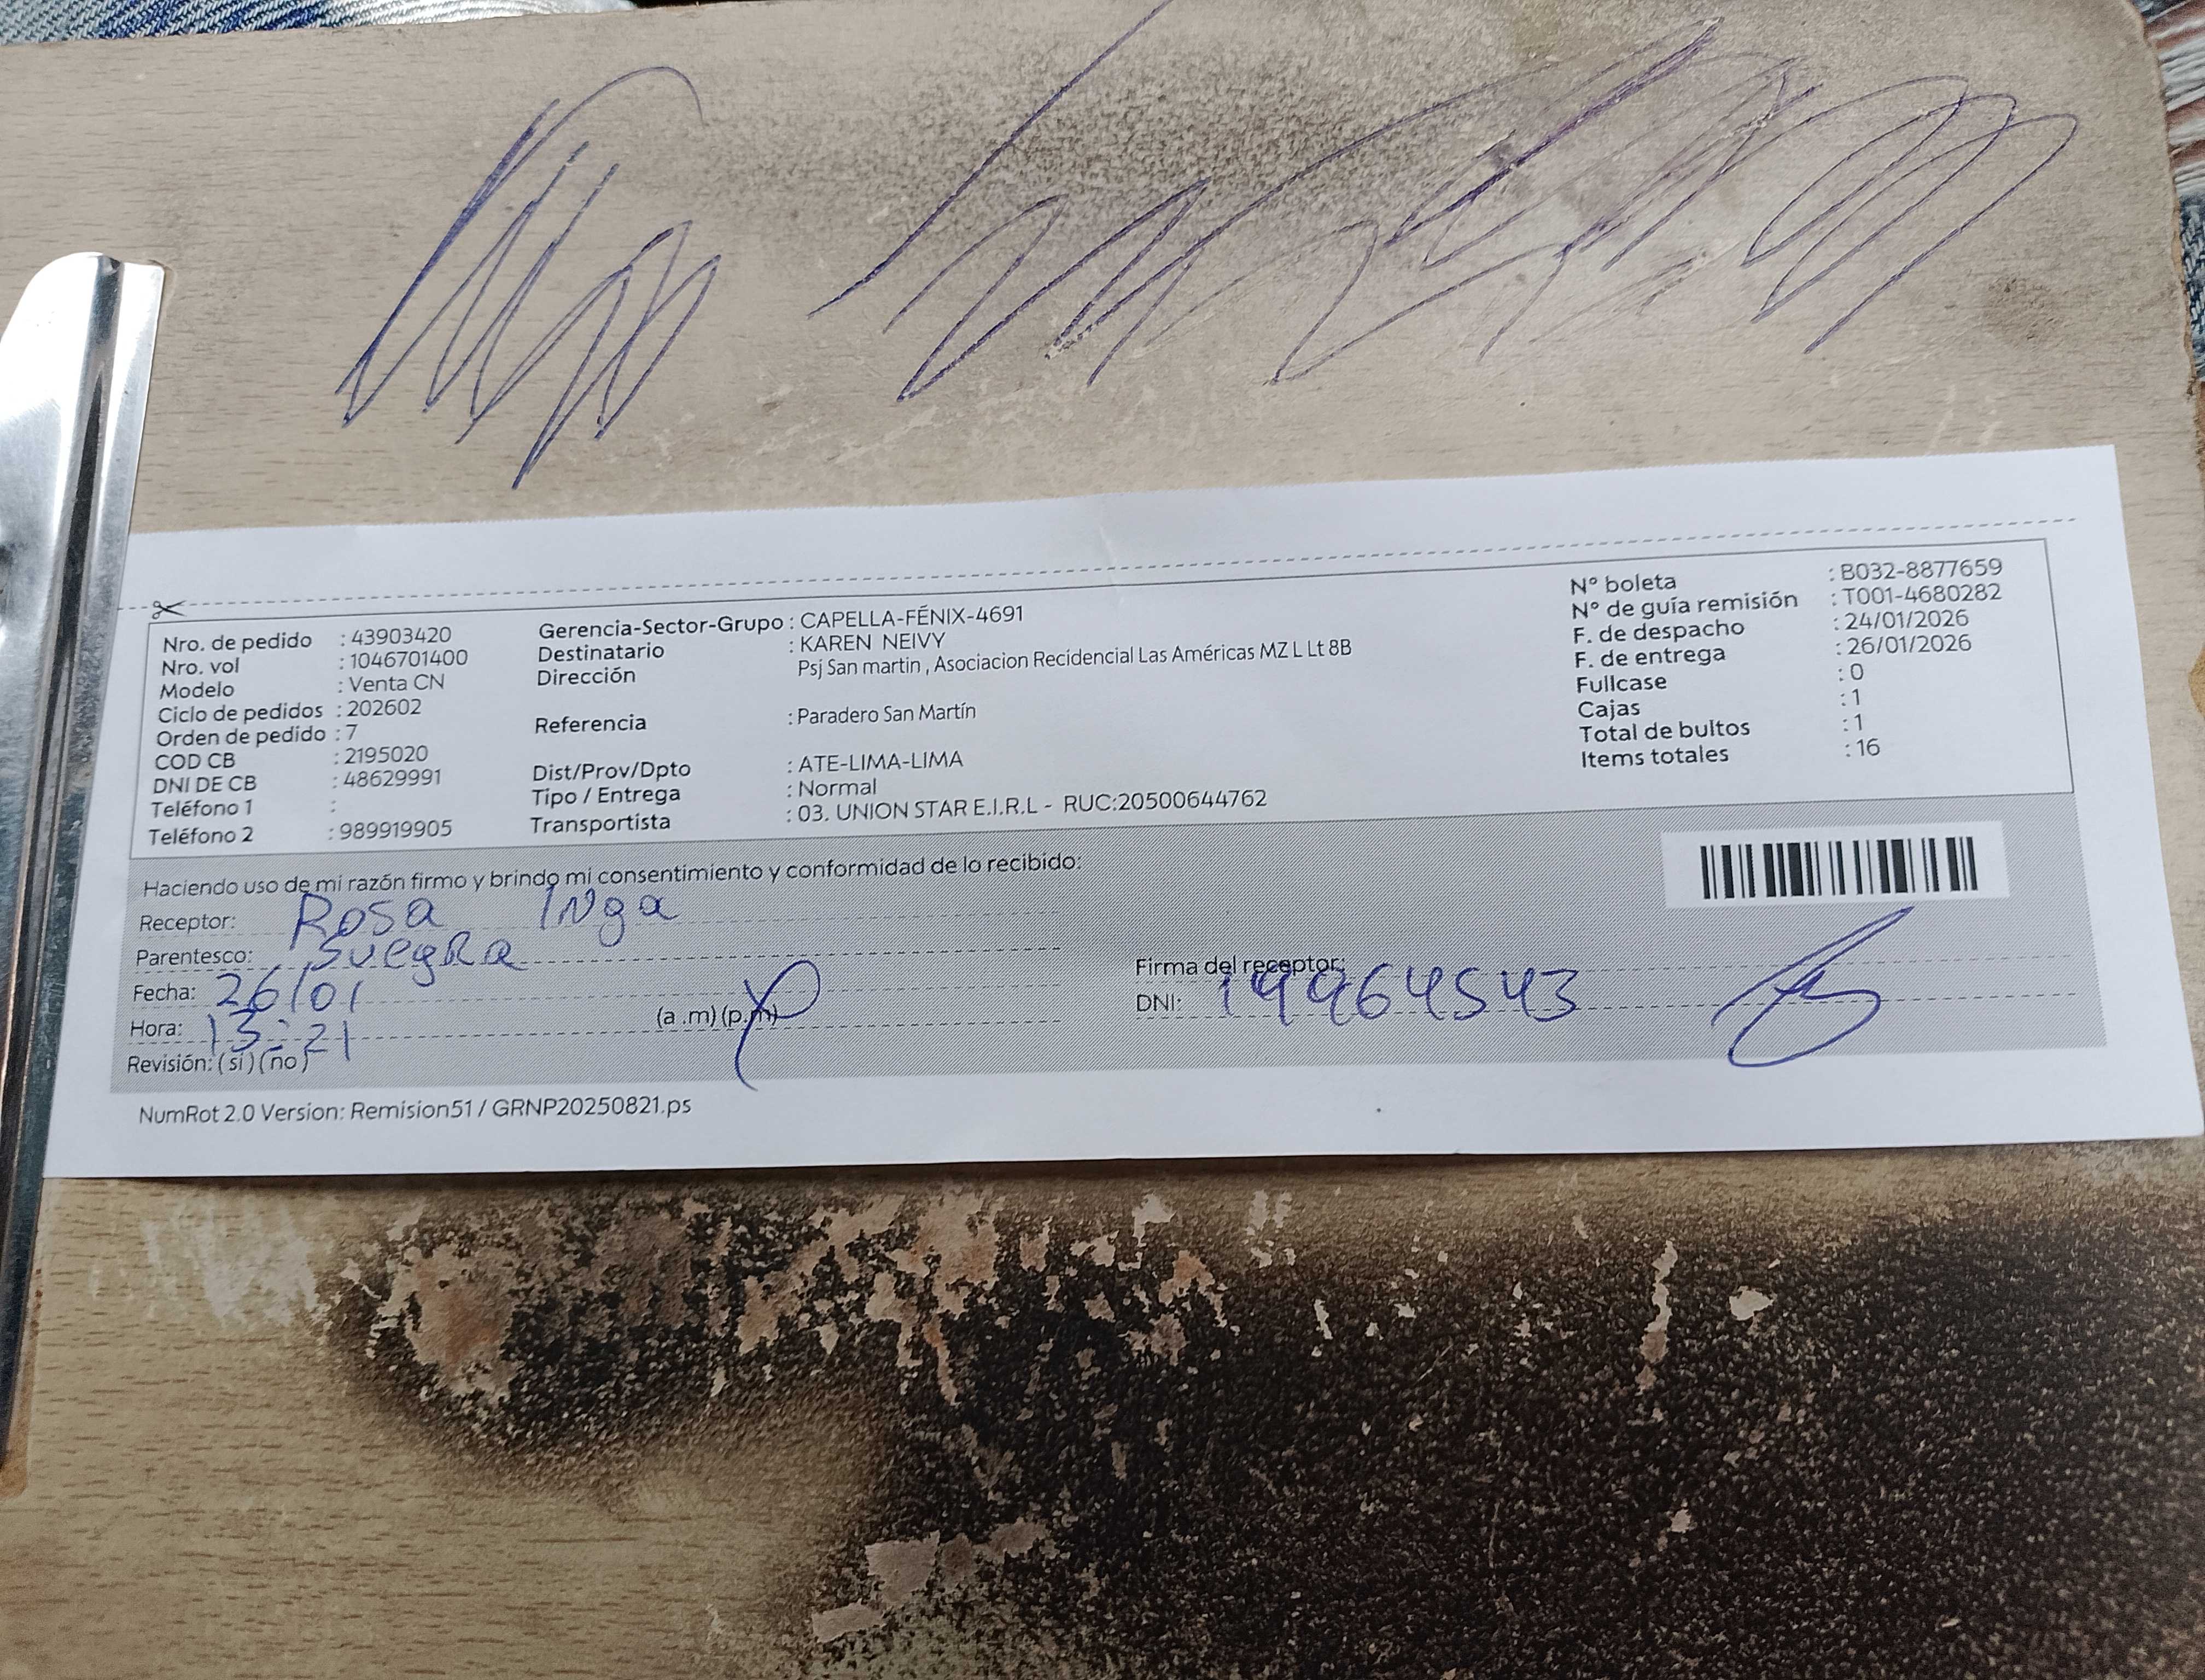 Nro. de pedido : 43903420
Nro. vol : 1046701400
Modelo : Venta CN
Ciclo de pedidos : 202602
Orden de pedido : 7
COD CB : 2195020
DNI DE CB : 48629991
Teléfono 1 :
Teléfono 2 : 989919905
Gerencia-Sector-Grupo : CAPELLA-FÉNIX-4691
Destinatario : KAREN NEIVY
Dirección Psj San martin , Asociacion Recidencial Las Américas MZ L Lt 8B
Referencia : Paradero San Martín
Dist/Prov/Dpto : ATE-LIMA-LIMA
Tipo / Entrega : Normal
Transportista : 03. UNION STAR E.I.R.L - RUC:20500644762
N° boleta : B032-8877659
N° de guía remisión : T001-4680282
F. de despacho : 24/01/2026
F. de entrega : 26/01/2026
Fullcase : 0
Cajas : 1
Total de bultos : 1
Items totales : 16
Haciendo uso de mi razón firmo y brindo mi consentimiento y conformidad de lo recibido:
Receptor: Rosa Inga
Parentesco: Suegra
Fecha: 26/01
Hora: 13:21 (a .m) (p.m)
Revisión: (si) (no)
Firma del receptor:
DNI: 19964543
NumRot 2.0 Version: Remision51 / GRNP20250821.ps